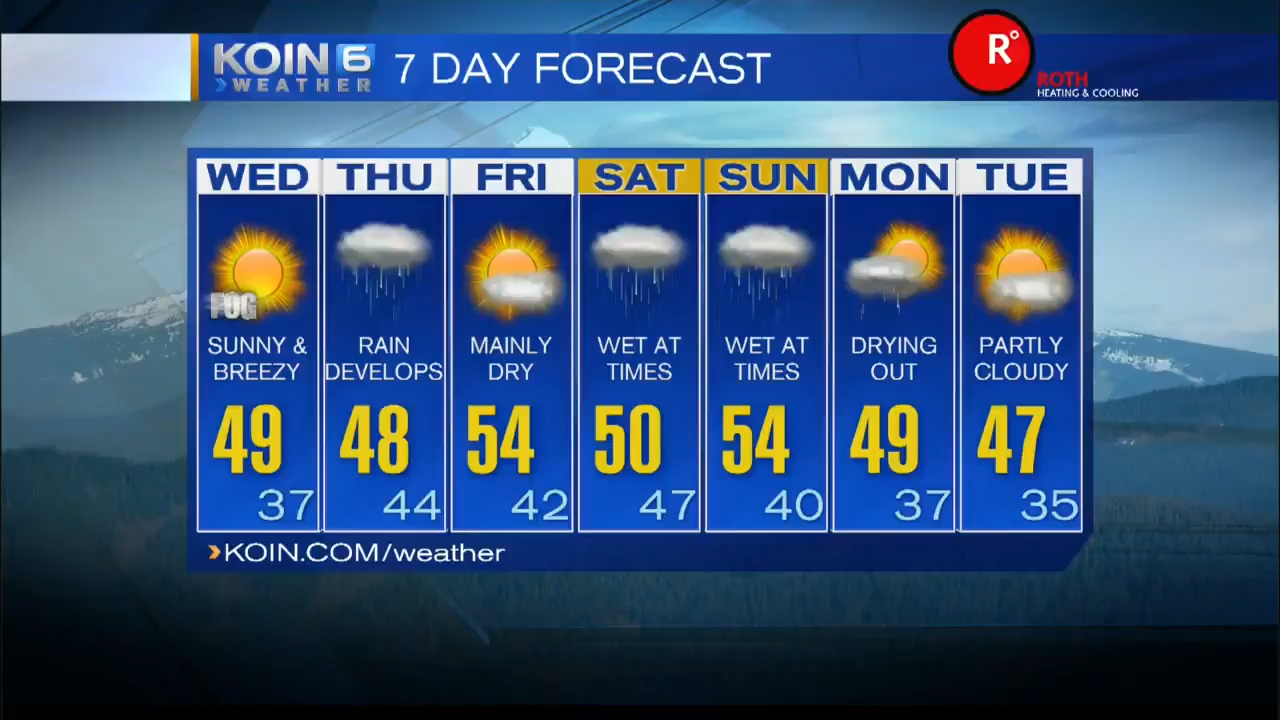 KOIN 6
WEATHER
7 DAY FORECAST
R°
ROTH
HEATING & COOLING
WED
THU
FRI
SAT
SUN
MON
TUE
FOG
SUNNY &
BREEZY
RAIN
DEVELOPS
MAINLY
DRY
WET AT
TIMES
WET AT
TIMES
DRYING
OUT
PARTLY
CLOUDY
49
48
54
50
54
49
47
37
44
42
47
40
37
35
KOIN.COM/weather